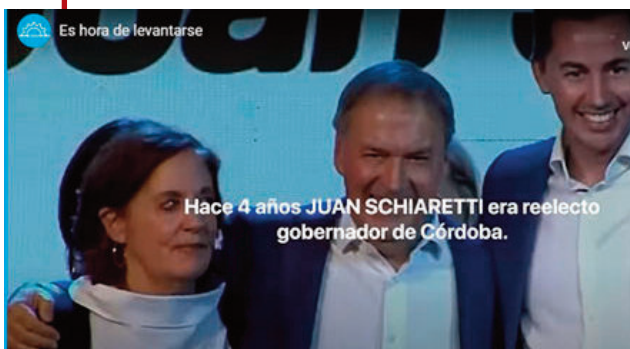 Es hora de levantarse
Hace 4 años JUAN SCHIARETTI era reelecto
gobernador de Córdoba.